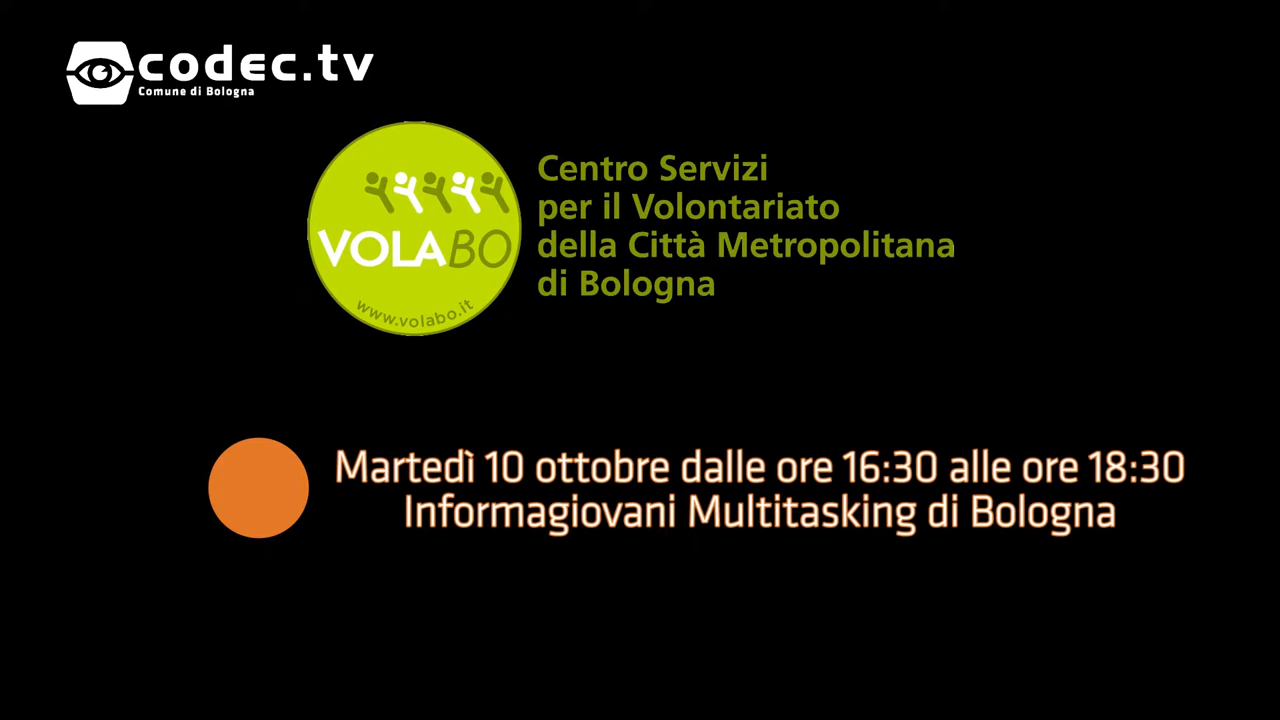 codec.tv
Comune di Bologna
VOLABO
www.volabo.it
Centro Servizi
per il Volontariato
della Città Metropolitana
di Bologna
Martedì 10 ottobre dalle ore 16:30 alle ore 18:30
Informagiovani Multitasking di Bologna